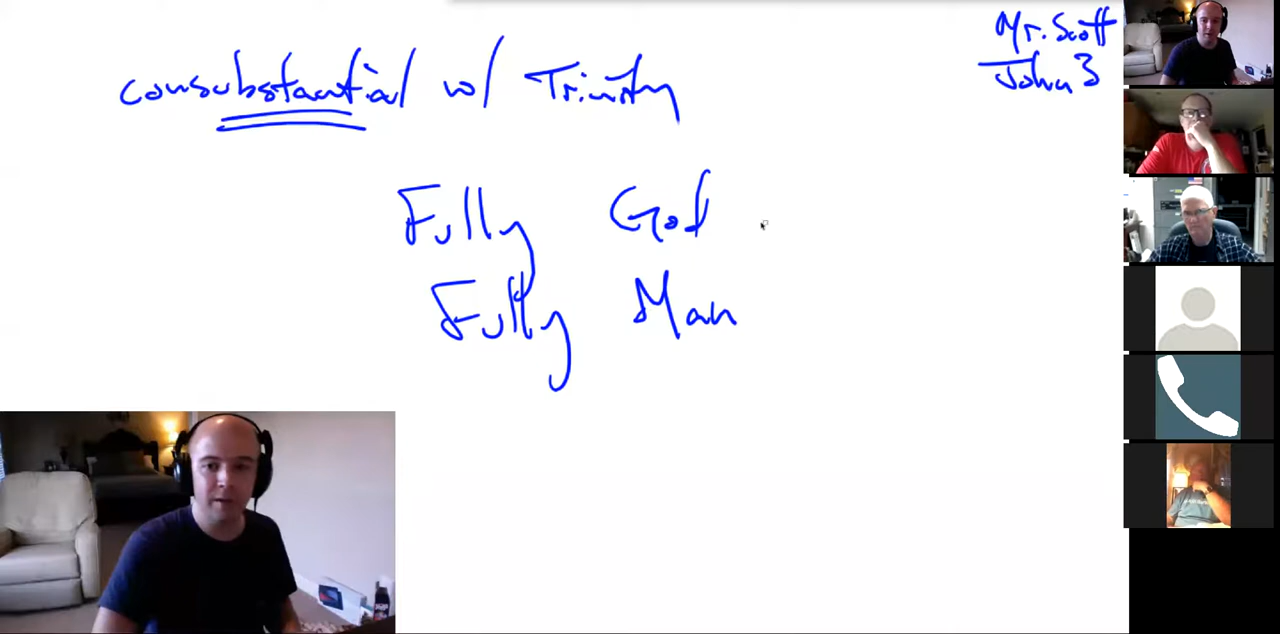 consubstantial w/ Trinity
Mr. Scott
John 3
Fully God
Fully Man